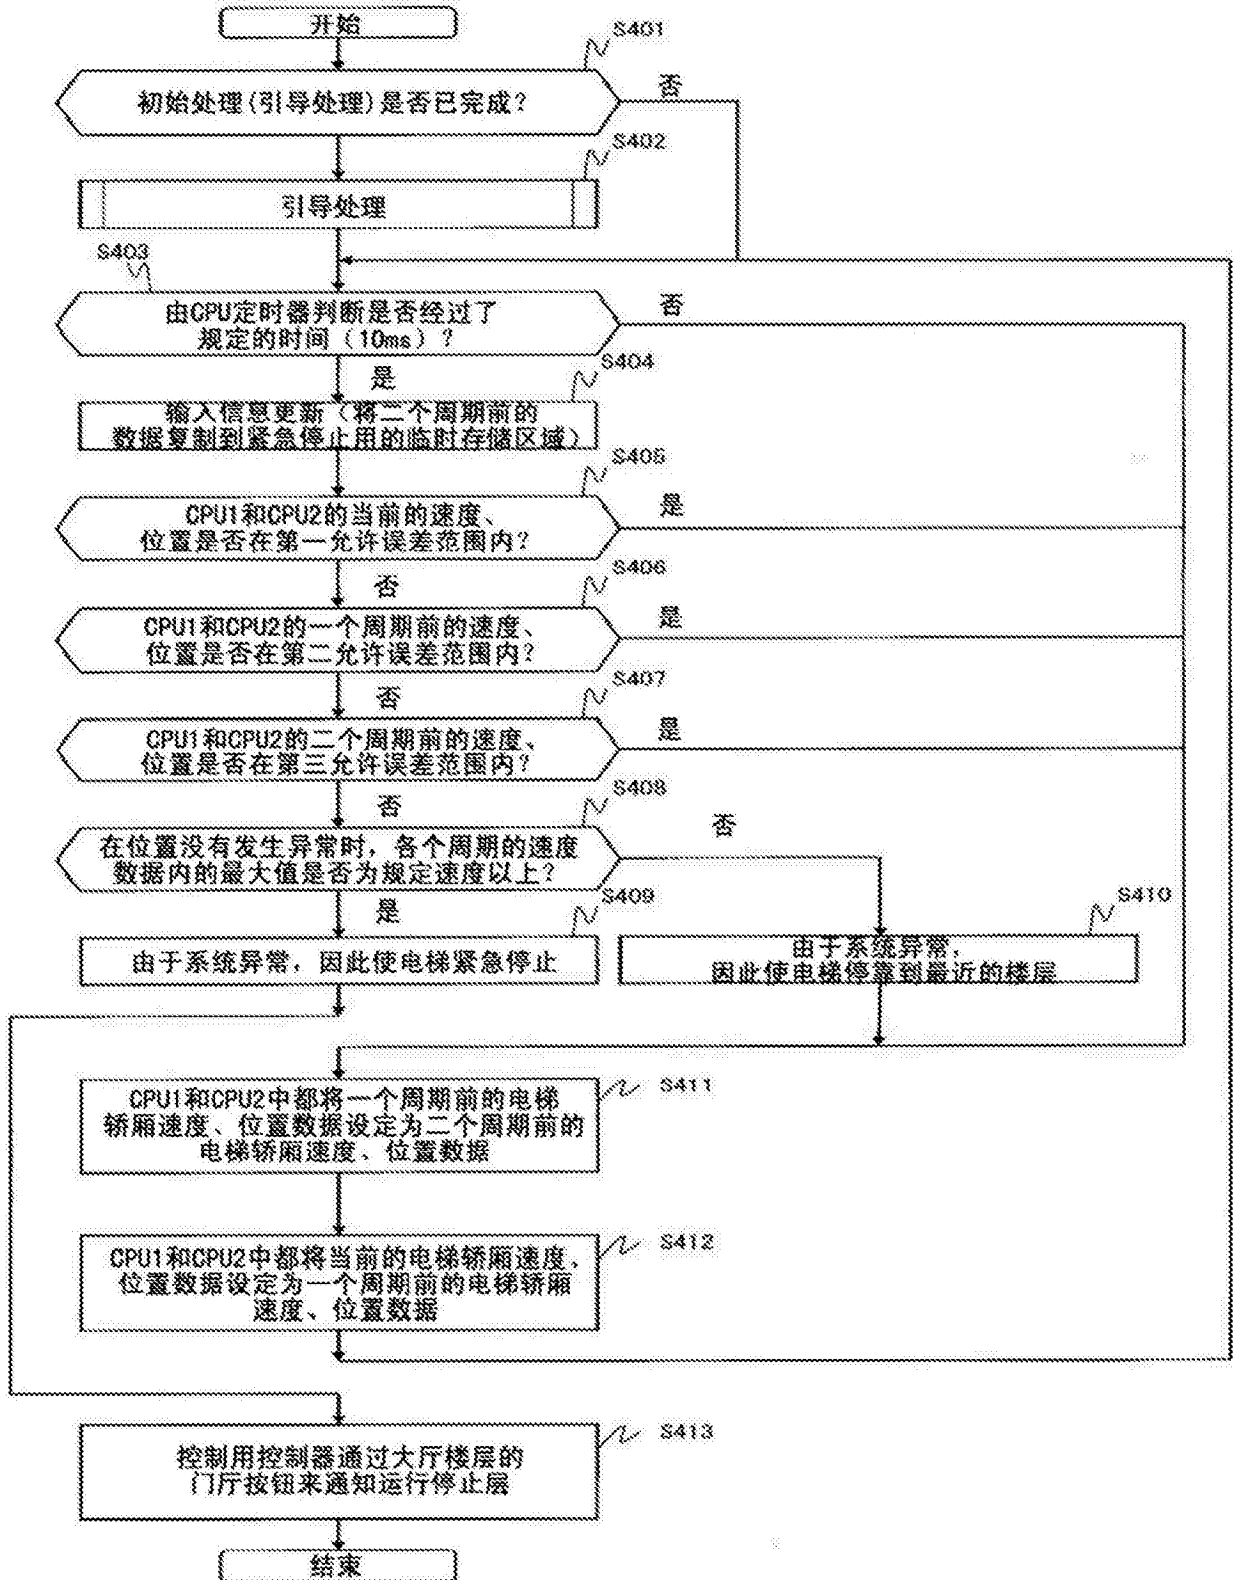 开始
S401
初始处理(引导处理)是否已完成?
否
S402
引导处理
S403
由CPU定时器判断是否经过了
规定的时间（10ms）?
否
是
S404
输入信息更新（将二个周期前的
数据复制到紧急停止用的临时存储区域）
S405
CPU1和CPU2的当前的速度、
位置是否在第一允许误差范围内?
是
否
S406
CPU1和CPU2的一个周期前的速度、
位置是否在第二允许误差范围内?
是
否
S407
CPU1和CPU2的二个周期前的速度、
位置是否在第三允许误差范围内?
是
否
S408
在位置没有发生异常时，各个周期的速度
数据内的最大值是否为规定速度以上?
否
是
S409
由于系统异常，因此使电梯紧急停止
S410
由于系统异常，
因此使电梯停靠到最近的楼层
S411
CPU1和CPU2中都将一个周期前的电梯
轿厢速度、位置数据设定为二个周期前的
电梯轿厢速度、位置数据
S412
CPU1和CPU2中都将当前的电梯轿厢速度、
位置数据设定为一个周期前的电梯轿厢
速度、位置数据
S413
控制用控制器通过大厅楼层的
门厅按钮来通知运行停止层
结束